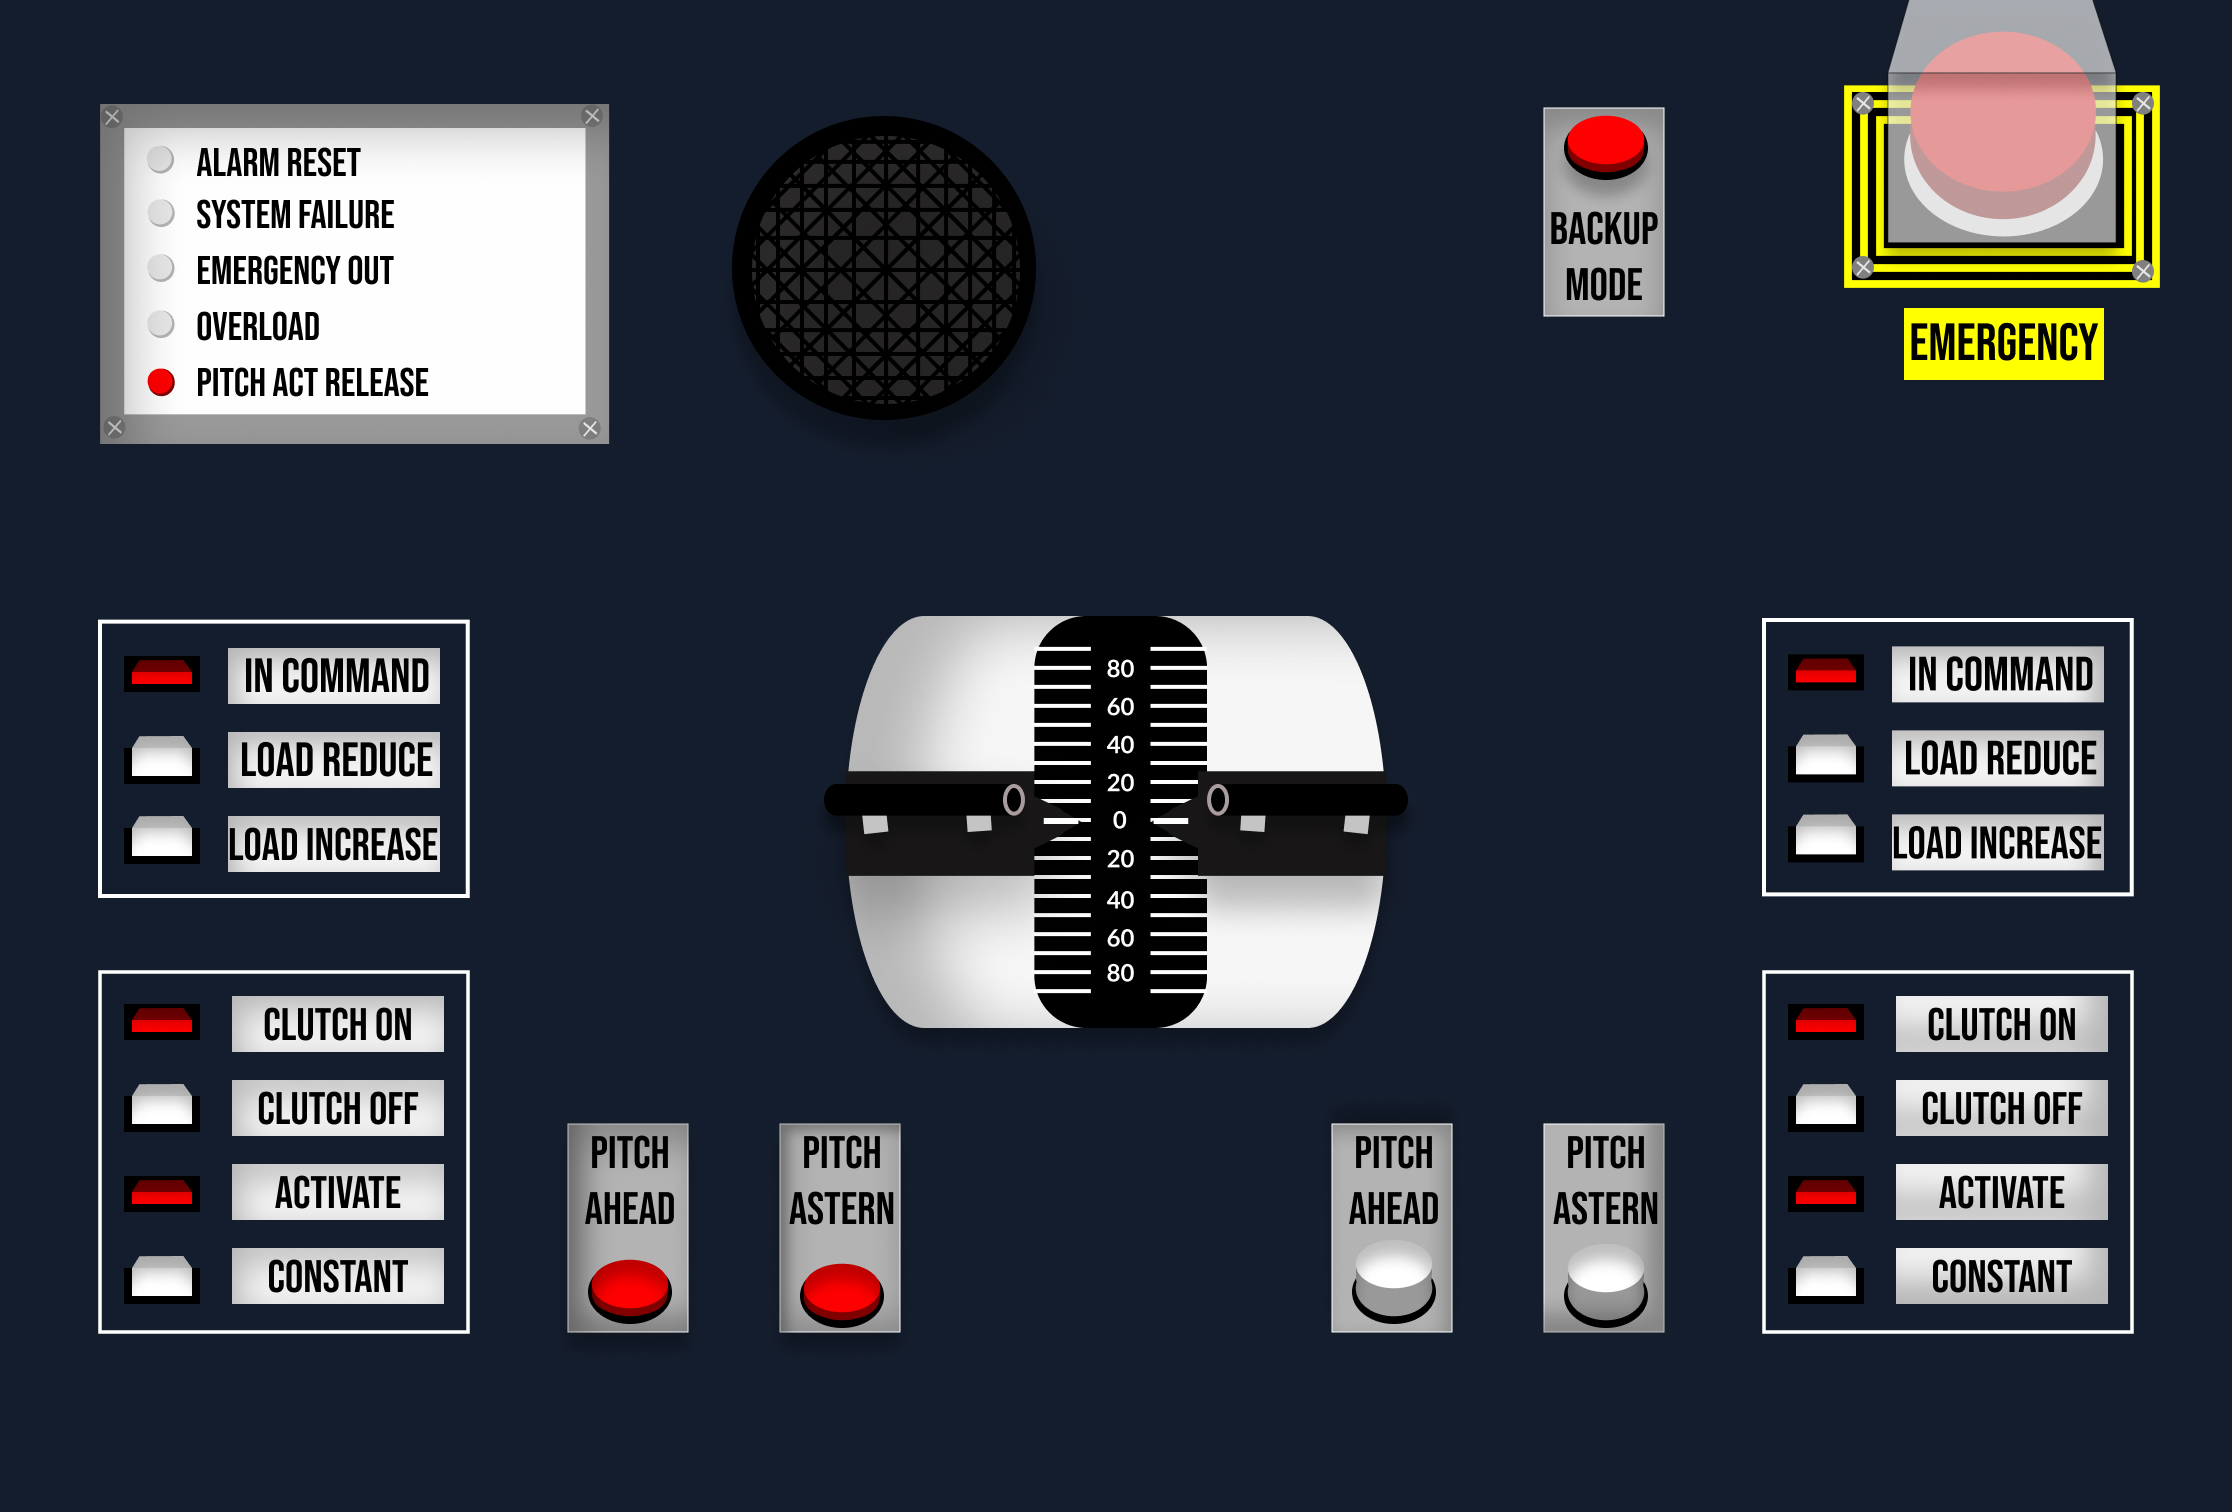 ALARM RESET
SYSTEM FAILURE
EMERGENCY OUT
OVERLOAD
PITCH ACT RELEASE
BACKUP
MODE
EMERGENCY
IN COMMAND
LOAD REDUCE
LOAD INCREASE
80
60
40
20
0
20
40
60
80
IN COMMAND
LOAD REDUCE
LOAD INCREASE
CLUTCH ON
CLUTCH OFF
ACTIVATE
CONSTANT
PITCH
AHEAD
PITCH
ASTERN
PITCH
AHEAD
PITCH
ASTERN
CLUTCH ON
CLUTCH OFF
ACTIVATE
CONSTANT